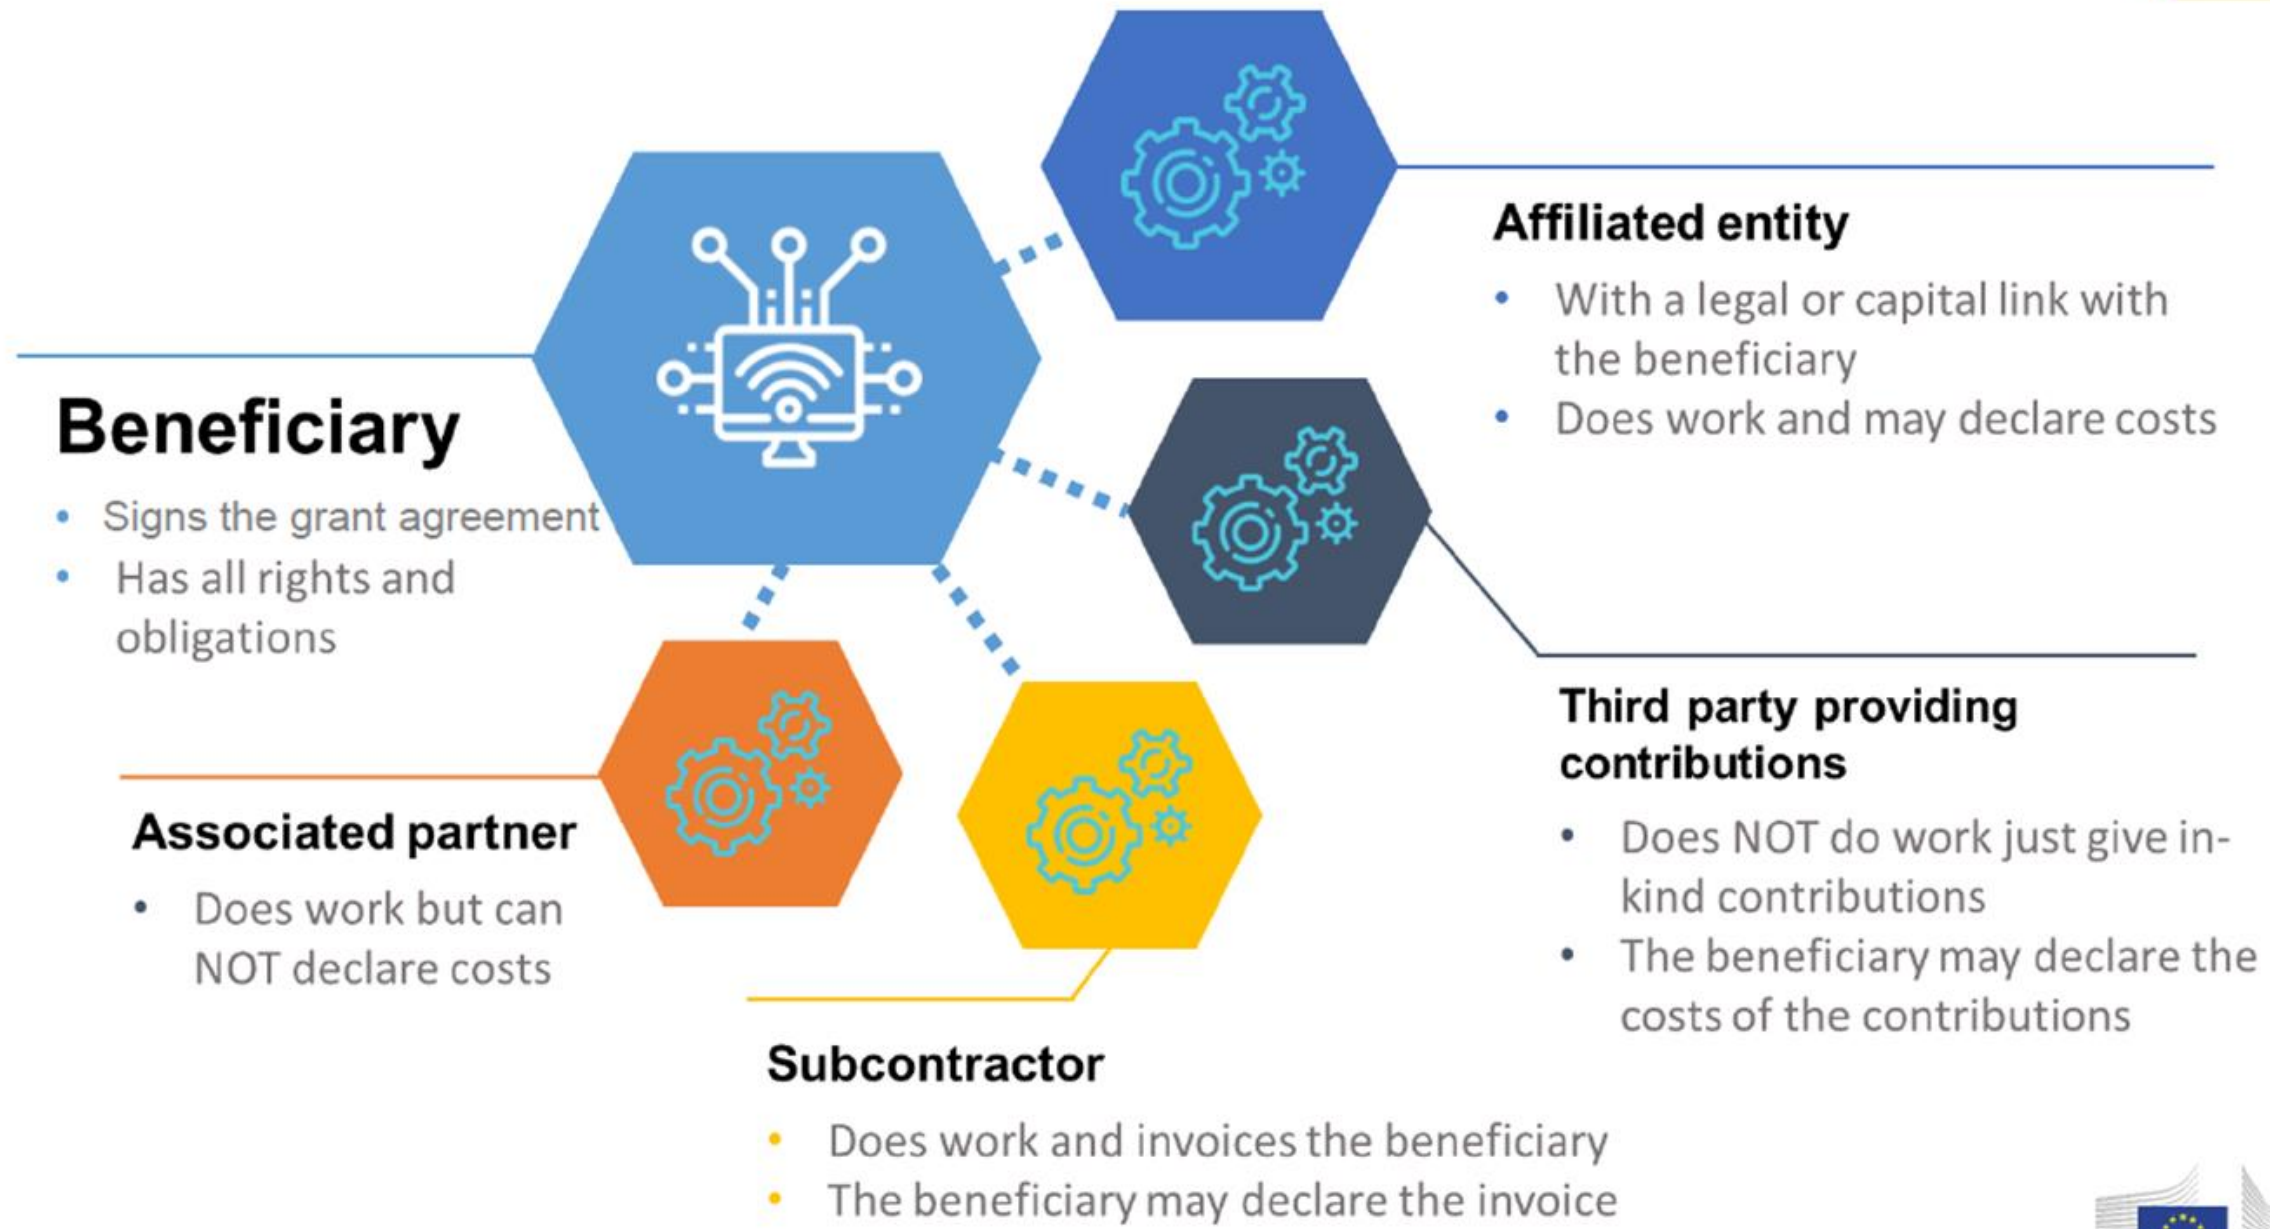 Beneficiary
• Signs the grant agreement
• Has all rights and
obligations
Affiliated entity
• With a legal or capital link with
the beneficiary
• Does work and may declare costs
Third party providing
contributions
• Does NOT do work just give in-
kind contributions
• The beneficiary may declare the
costs of the contributions
Associated partner
• Does work but can
NOT declare costs
Subcontractor
• Does work and invoices the beneficiary
• The beneficiary may declare the invoice